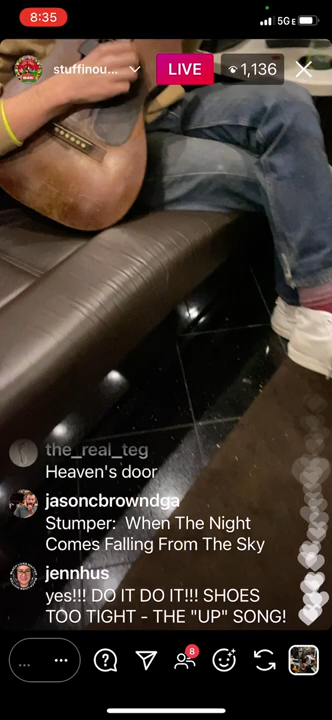 8:35
5GE
stuffinou...
LIVE
1,136
the_real_teg
Heaven's door
jasoncbrowndga
Stumper: When The Night
Comes Falling From The Sky
jennhus
yes!!! DO IT DO IT!!! SHOES
TOO TIGHT - THE "UP" SONG!
...
8